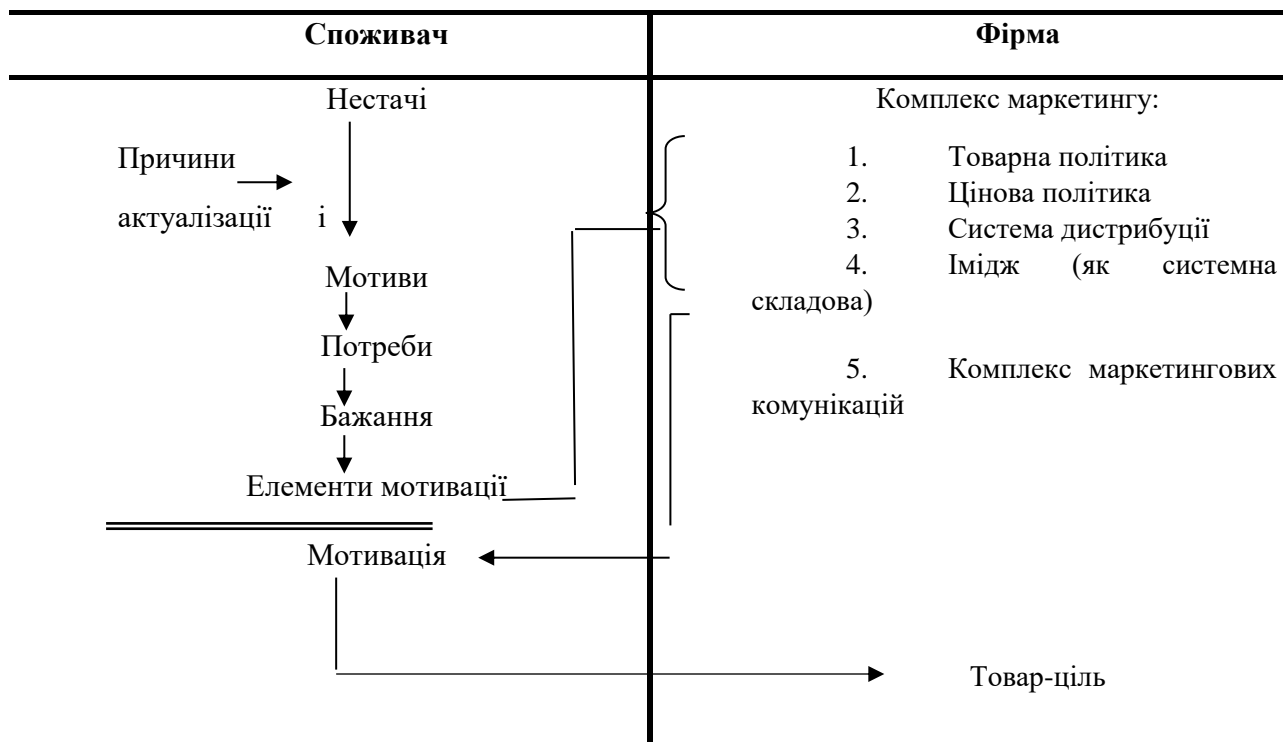 Споживач
Фірма
Нестачі
Причини
актуалізації і
Мотиви
Потреби
Бажання
Елементи мотивації
Мотивація
Комплекс маркетингу:
1. Товарна політика
2. Цінова політика
3. Система дистрибуції
4. Імідж (як системна
складова)
5. Комплекс маркетингових
комунікацій
Товар-ціль